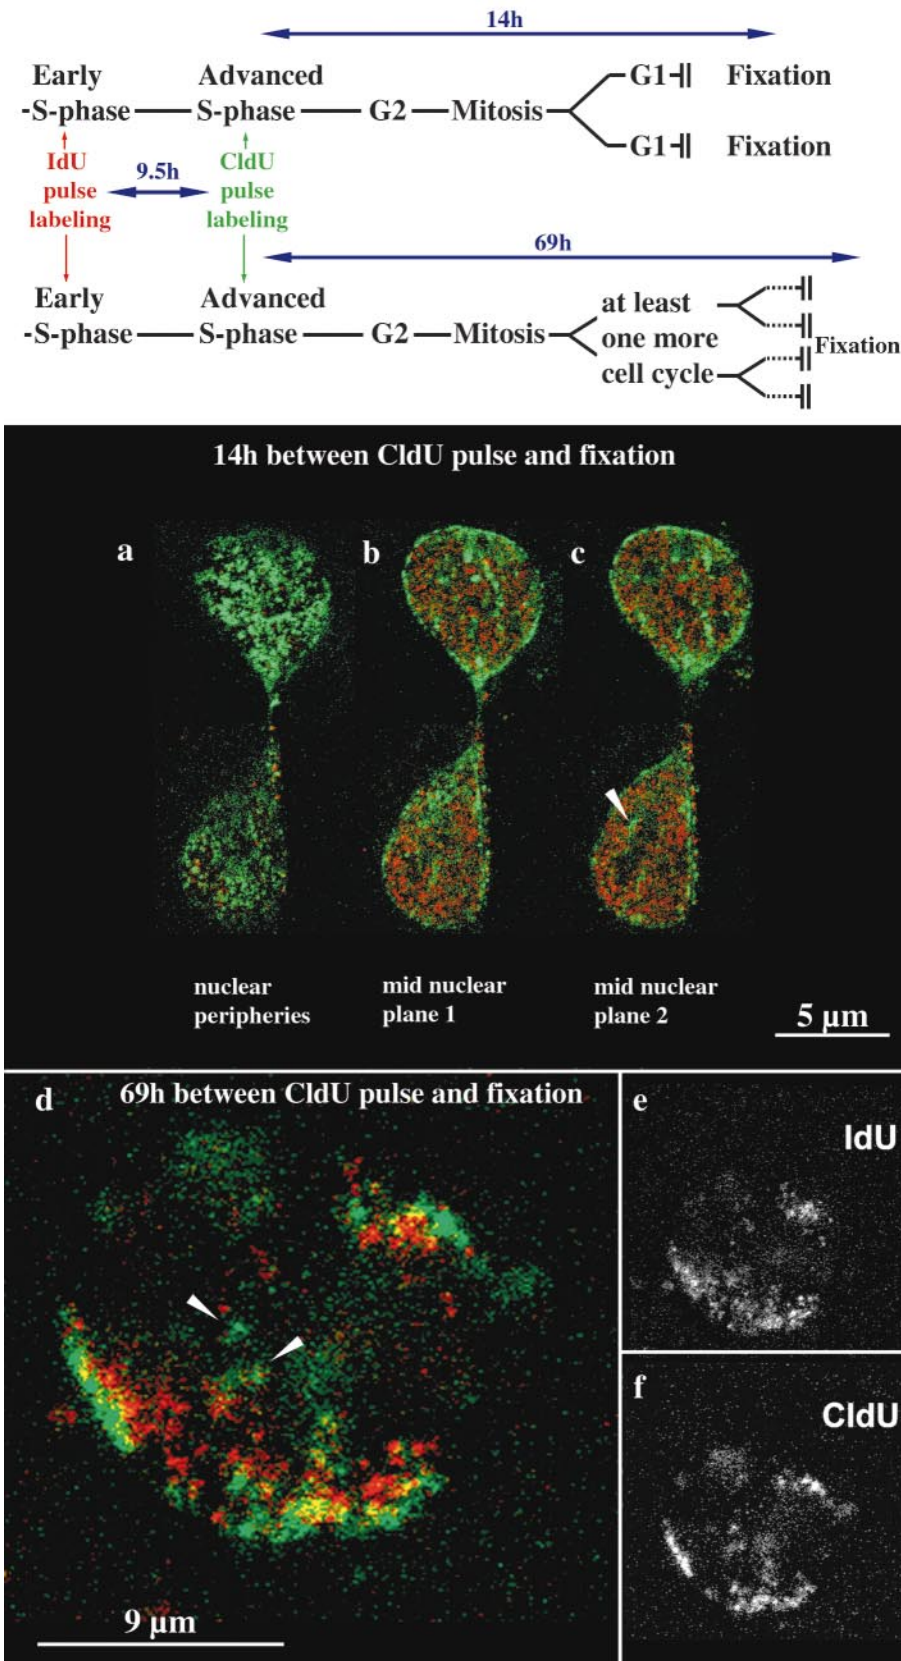 14h
Early Advanced G1 Fixation
-S-phase S-phase G2 Mitosis
G1 Fixation
IdU 9.5h CldU
pulse pulse
labeling labeling
69h
Early Advanced at least
-S-phase S-phase G2 Mitosis one more Fixation
cell cycle
14h between CldU pulse and fixation
a b c
nuclear mid nuclear mid nuclear
peripheries plane 1 plane 2
5 µm
d 69h between CldU pulse and fixation
e
IdU
f
CldU
9 µm